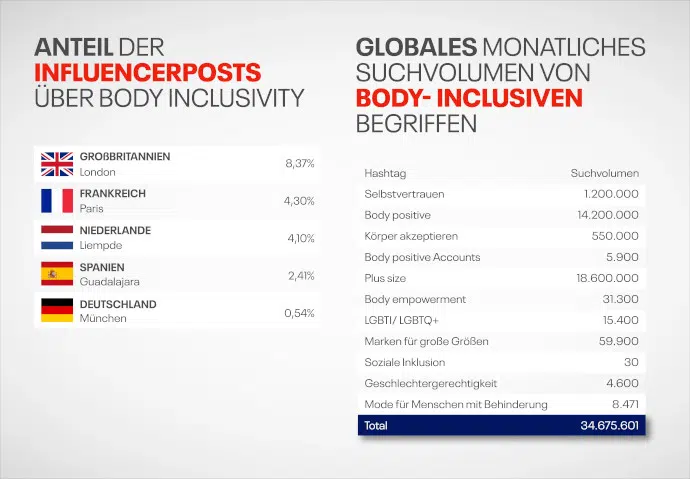 ANTEIL DER
INFLUENCERPOSTS
ÜBER BODY INCLUSIVITY
GROßBRITANNIEN
London
8,37%
FRANKREICH
Paris
4,30%
NIEDERLANDE
Liempde
4,10%
SPANIEN
Guadalajara
2,41%
DEUTSCHLAND
München
0,54%
GLOBALES MONATLICHES
SUCHVOLUMEN VON
BODY- INCLUSIVEN
BEGRIFFEN
Hashtag Suchvolumen
Selbstvertrauen 1.200.000
Body positive 14.200.000
Körper akzeptieren 550.000
Body positive Accounts 5.900
Plus size 18.600.000
Body empowerment 31.300
LGBTI/ LGBTQ+ 15.400
Marken für große Größen 59.900
Soziale Inklusion 30
Geschlechtergerechtigkeit 4.600
Mode für Menschen mit Behinderung 8.471
Total 34.675.601